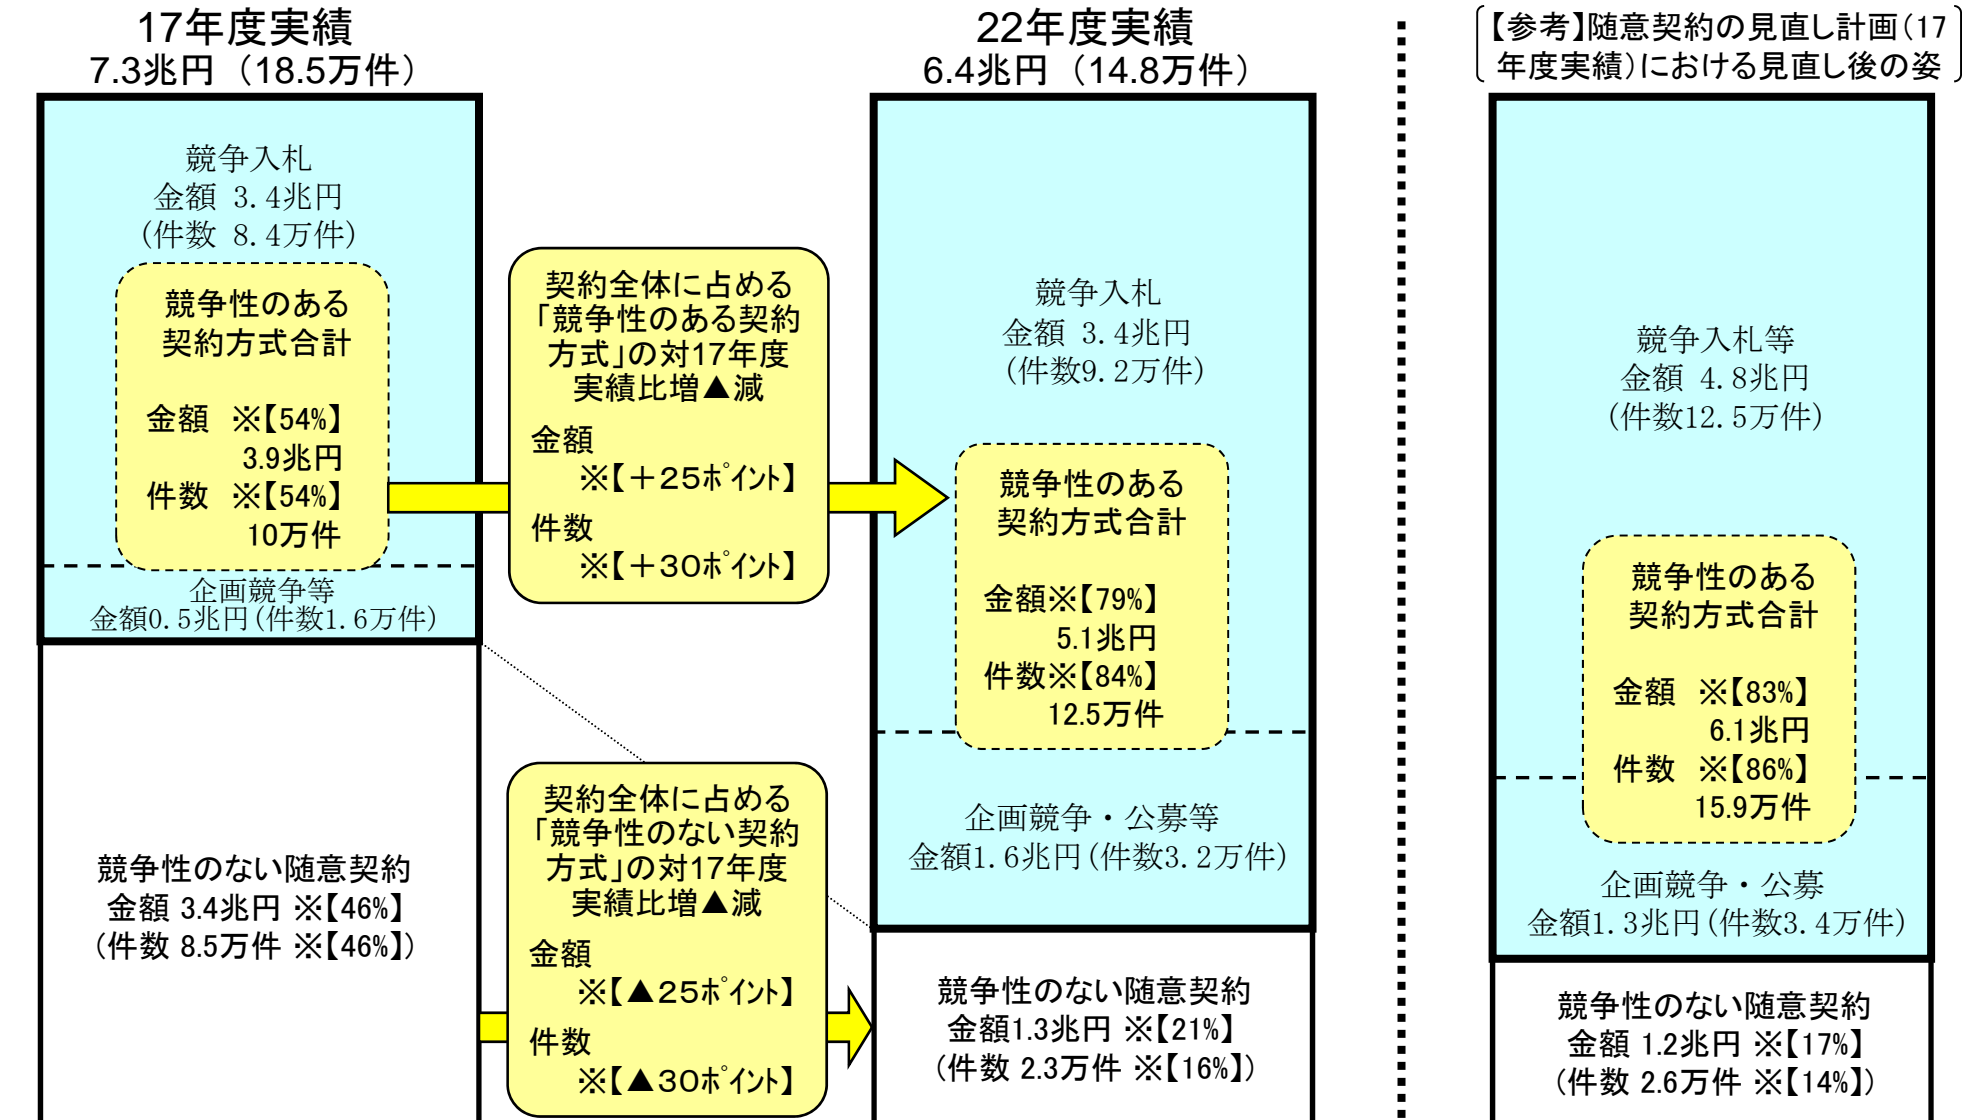 17年度実績
7.3兆円（18.5万件）
競争入札
金額 3.4兆円
(件数 8.4万件)
競争性のある
契約方式合計
金額 ※【54%】
3.9兆円
件数 ※【54%】
10万件
企画競争等
金額0.5兆円(件数1.6万件)
競争性のない随意契約
金額 3.4兆円 ※【46%】
(件数 8.5万件 ※【46%】)
契約全体に占める
「競争性のある契約
方式」の対17年度
実績比増▲減
金額
※【＋25ﾎﾟｲﾝﾄ】
件数
※【＋30ﾎﾟｲﾝﾄ】
契約全体に占める
「競争性のない契約
方式」の対17年度
実績比増▲減
金額
※【▲25ﾎﾟｲﾝﾄ】
件数
※【▲30ﾎﾟｲﾝﾄ】
22年度実績
6.4兆円（14.8万件）
競争入札
金額 3.4兆円
(件数9.2万件)
競争性のある
契約方式合計
金額※【79%】
5.1兆円
件数※【84%】
12.5万件
企画競争・公募等
金額1.6兆円(件数3.2万件)
競争性のない随意契約
金額1.3兆円 ※【21%】
(件数 2.3万件 ※【16%】)
【参考】随意契約の見直し計画(17
年度実績)における見直し後の姿
競争入札等
金額 4.8兆円
(件数12.5万件)
競争性のある
契約方式合計
金額 ※【83%】
6.1兆円
件数 ※【86%】
15.9万件
企画競争・公募
金額1.3兆円(件数3.4万件)
競争性のない随意契約
金額 1.2兆円 ※【17%】
(件数 2.6万件 ※【14%】)